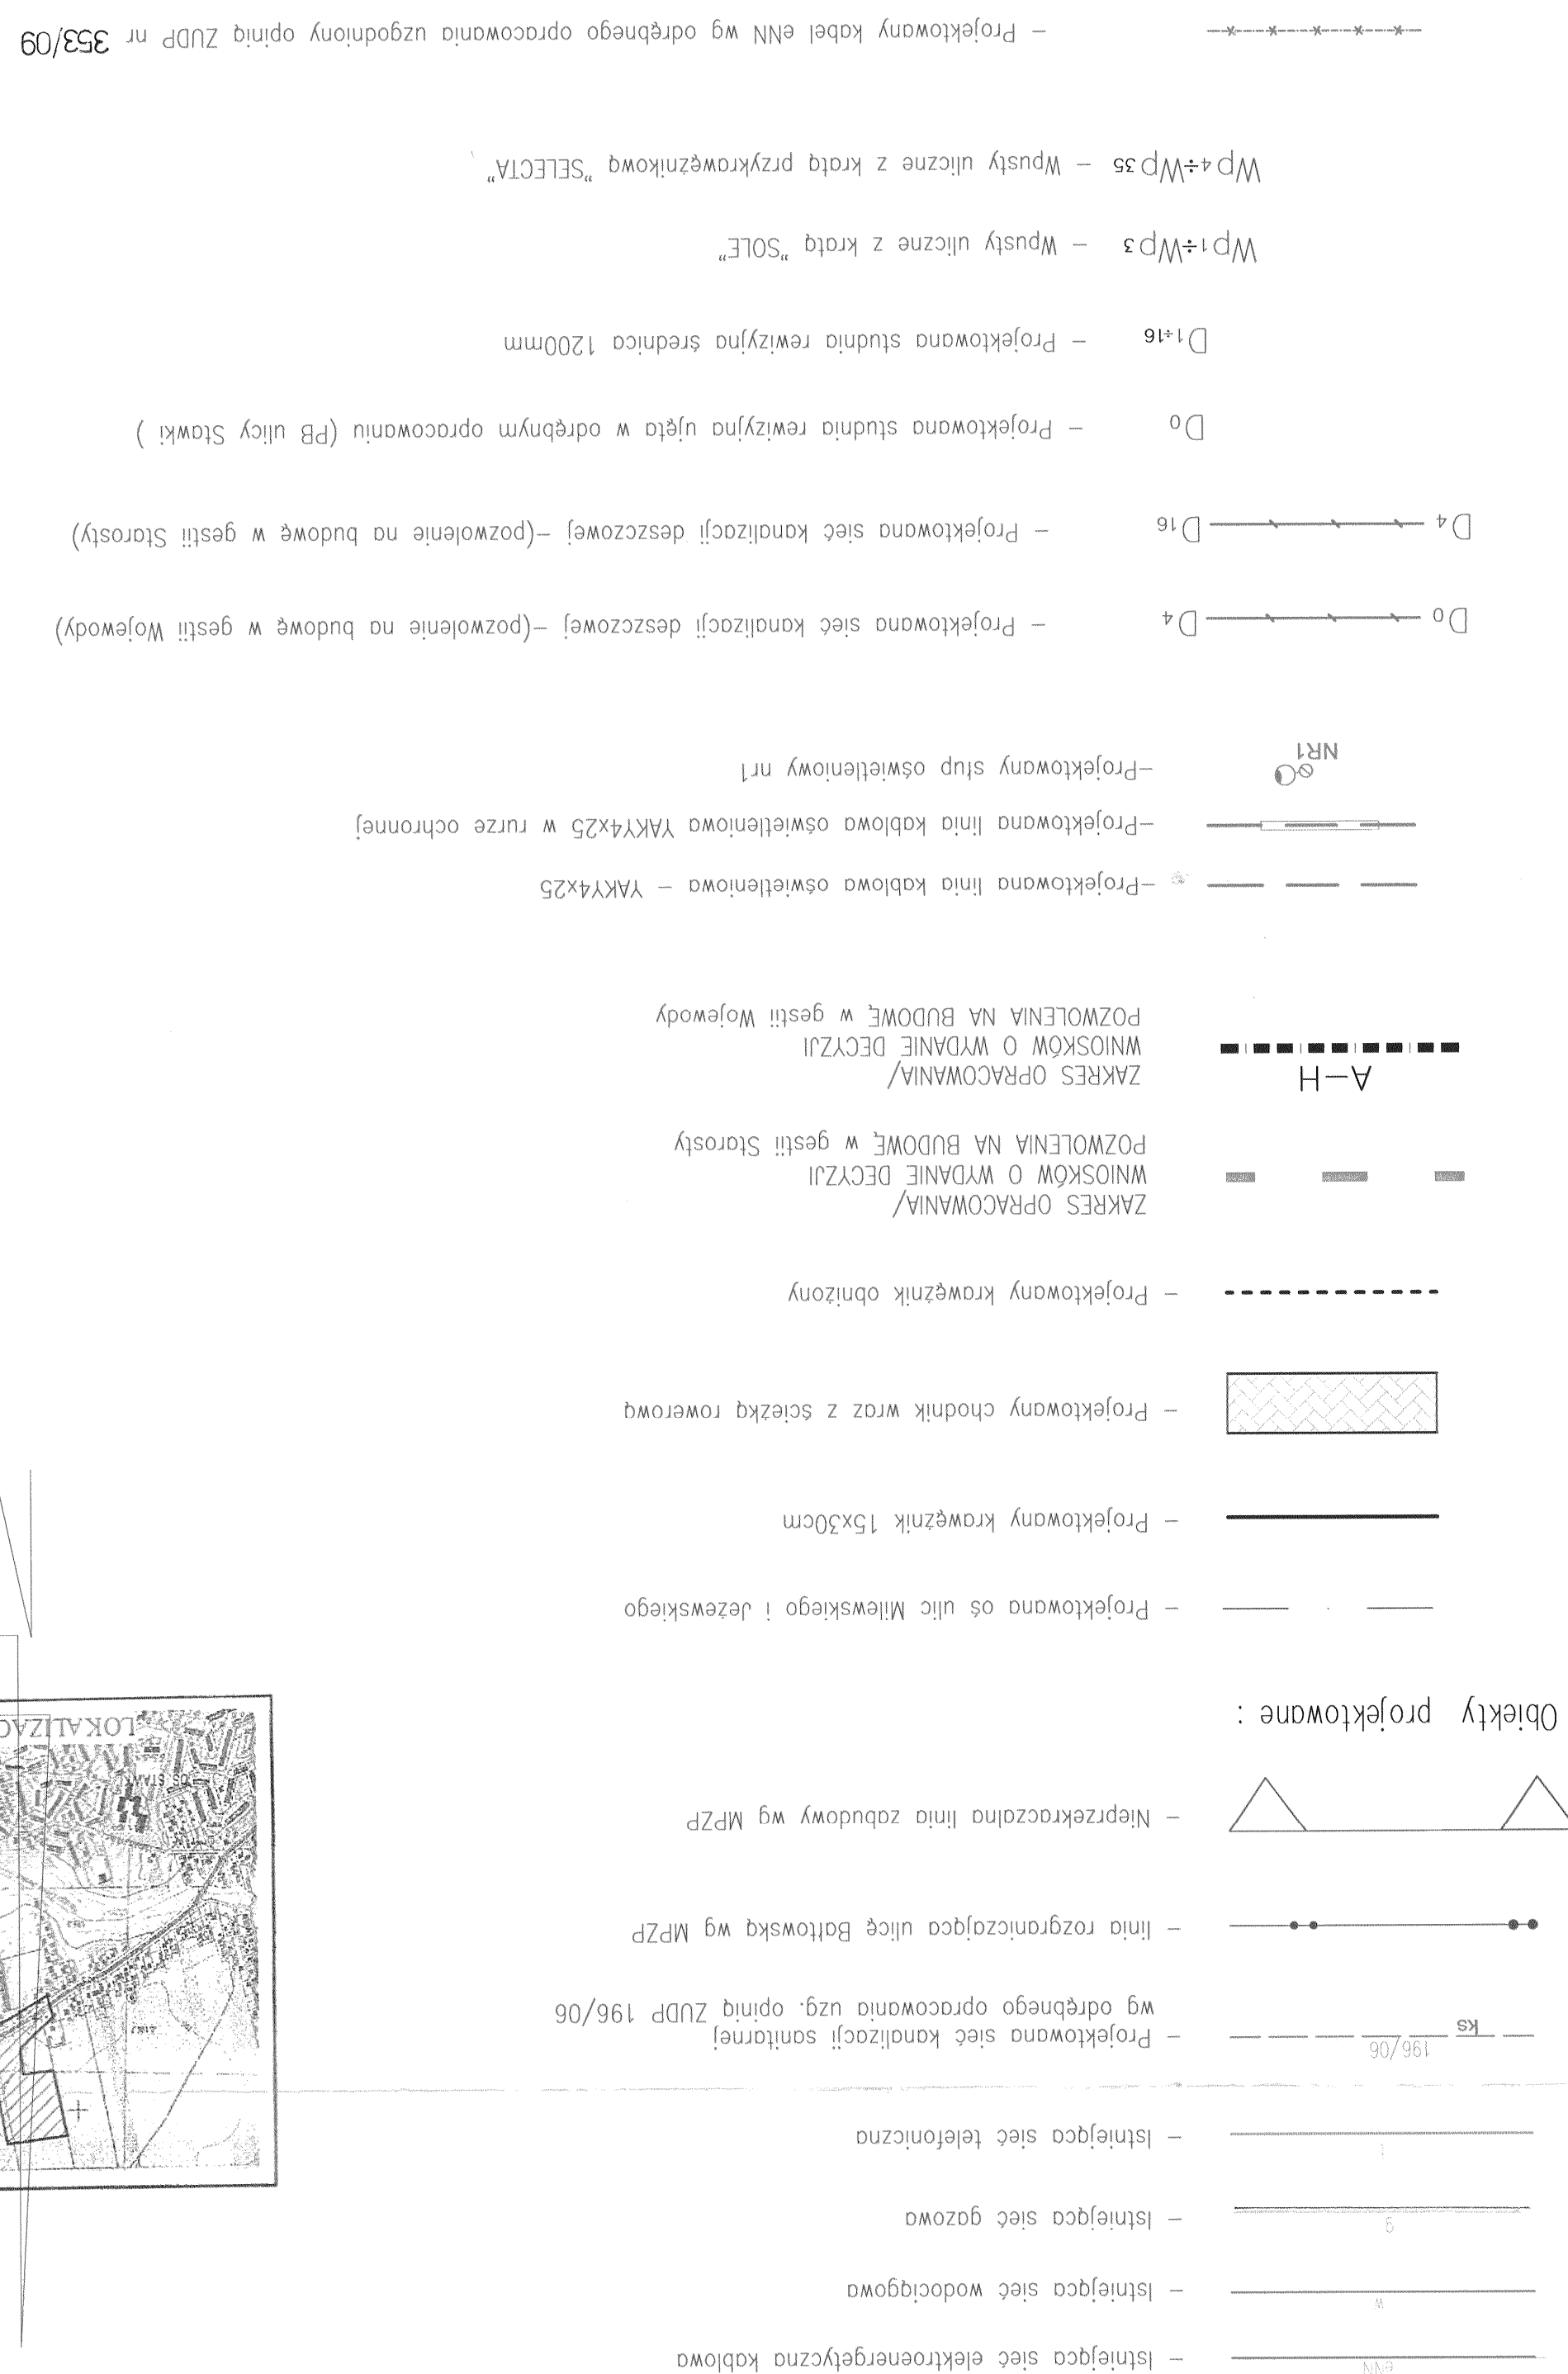 eNN – Istniejąca sieć elektroenergetyczna kablowa
w – Istniejąca sieć wodociągowa
g – Istniejąca sieć gazowa
t – Istniejąca sieć telefoniczna
196/06
ks – Projektowana sieć kanalizacji sanitarnej
wg odrębnego opracowania uzg. opinią ZUDP 196/06
– linia rozgraniczająca ulicę Bałtowską wg MPZP
– Nieprzekraczalna linia zabudowy wg MPZP
OS STAWKI
LOKALIZAC
Obiekty projektowane :
– Projektowana oś ulic Milewskiego i Jeżewskiego
– Projektowany krawężnik 15x30cm
– Projektowany chodnik wraz z ścieżką rowerową
– Projektowany krawężnik obniżony
ZAKRES OPRACOWANIA/
WNIOSKÓW O WYDANIE DECYZJI
POZWOLENIA NA BUDOWĘ w gestii Starosty
A–H ZAKRES OPRACOWANIA/
WNIOSKÓW O WYDANIE DECYZJI
POZWOLENIA NA BUDOWĘ w gestii Wojewody
–Projektowana linia kablowa oświetleniowa – YAKY4x25
–Projektowana linia kablowa oświetleniowa YAKY4x25 w rurze ochronnej
–Projektowany słup oświetleniowy nr1
NR1
D0 D4 – Projektowana sieć kanalizacji deszczowej –(pozwolenie na budowę w gestii Wojewody)
D4 D16 – Projektowana sieć kanalizacji deszczowej –(pozwolenie na budowę w gestii Starosty)
D0 – Projektowana studnia rewizyjna ujęta w odrębnym opracowaniu (PB ulicy Stawki )
D1÷16 – Projektowana studnia rewizyjna średnica 1200mm
Wp1÷Wp3 – Wpusty uliczne z kratą "SOLE"
Wp4÷Wp35 – Wpusty uliczne z kratą przykrawężnikową "SELECTA"
– Projektowany kabel eNN wg odrębnego opracowania uzgodniony opinią ZUDP nr 353/09